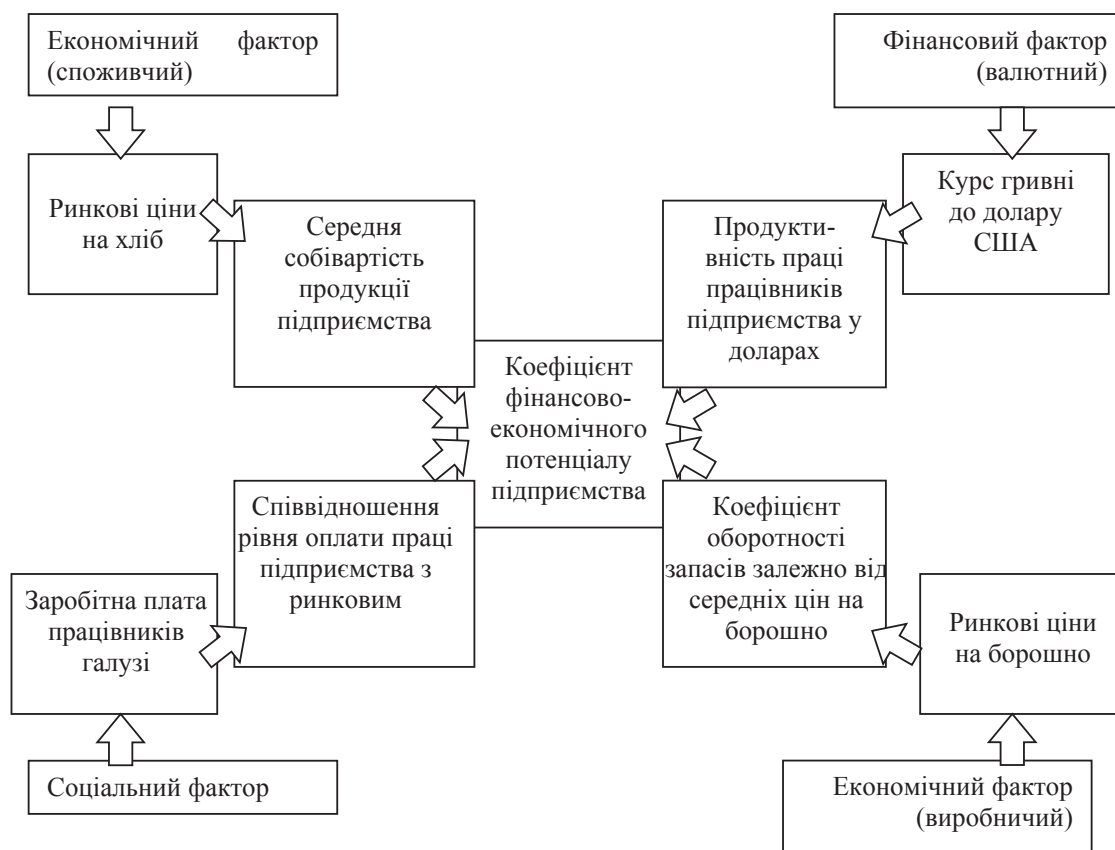 Економічний фактор
(споживчий)
Фінансовий фактор
(валютний)
Ринкові ціни
на хліб
Середня
собівартість
продукції
підприємства
Продукти-
вність праці
працівників
підприємства у
доларах
Курс гривні
до долару
США
Коефіцієнт
фінансово-
економічного
потенціалу
підприємства
Співвідношення
рівня оплати праці
підприємства з
ринковим
Коефіцієнт
оборотності
запасів залежно від
середніх цін на
борошно
Заробітна плата
працівників
галузі
Ринкові ціни
на борошно
Соціальний фактор
Економічний фактор
(виробничий)